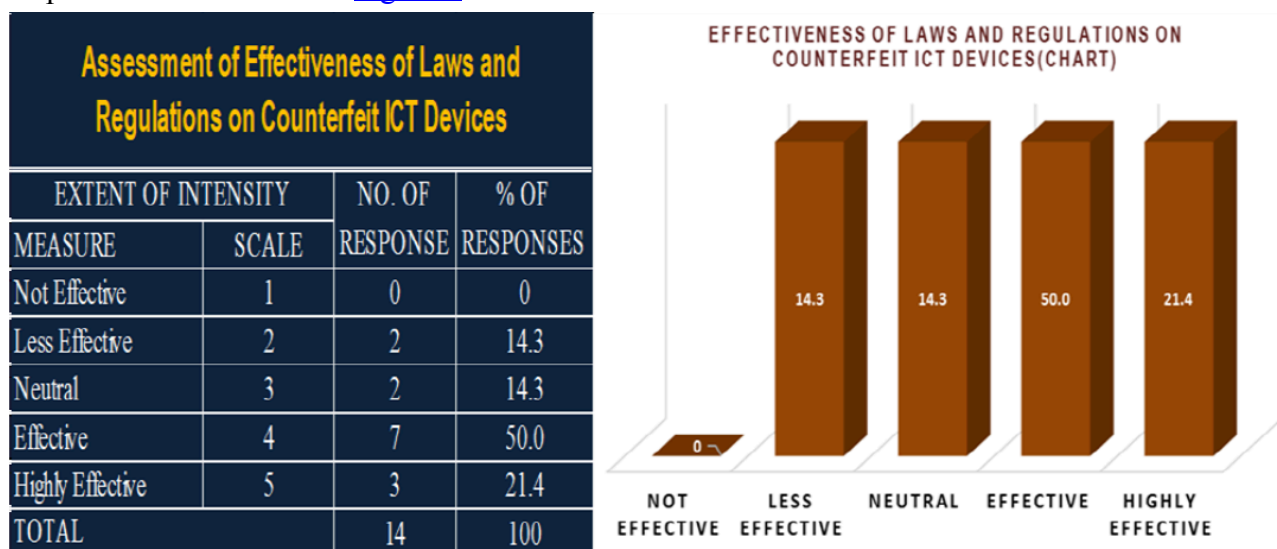 Assessment of Effectiveness of Laws and
Regulations on Counterfeit ICT Devices
EXTENT OF INTENSITY NO. OF % OF
MEASURE SCALE RESPONSE RESPONSES
Not Effective 1 0 0
Less Effective 2 2 14.3
Neutral 3 2 14.3
Effective 4 7 50.0
Highly Effective 5 3 21.4
TOTAL 14 100
EFFECTIVENESS OF LAWS AND REGULATIONS ON
COUNTERFEIT ICT DEVICES(CHART)
0 14.3 14.3 50.0 21.4
NOT LESS NEUTRAL EFFECTIVE HIGHLY
EFFECTIVE EFFECTIVE EFFECTIVE